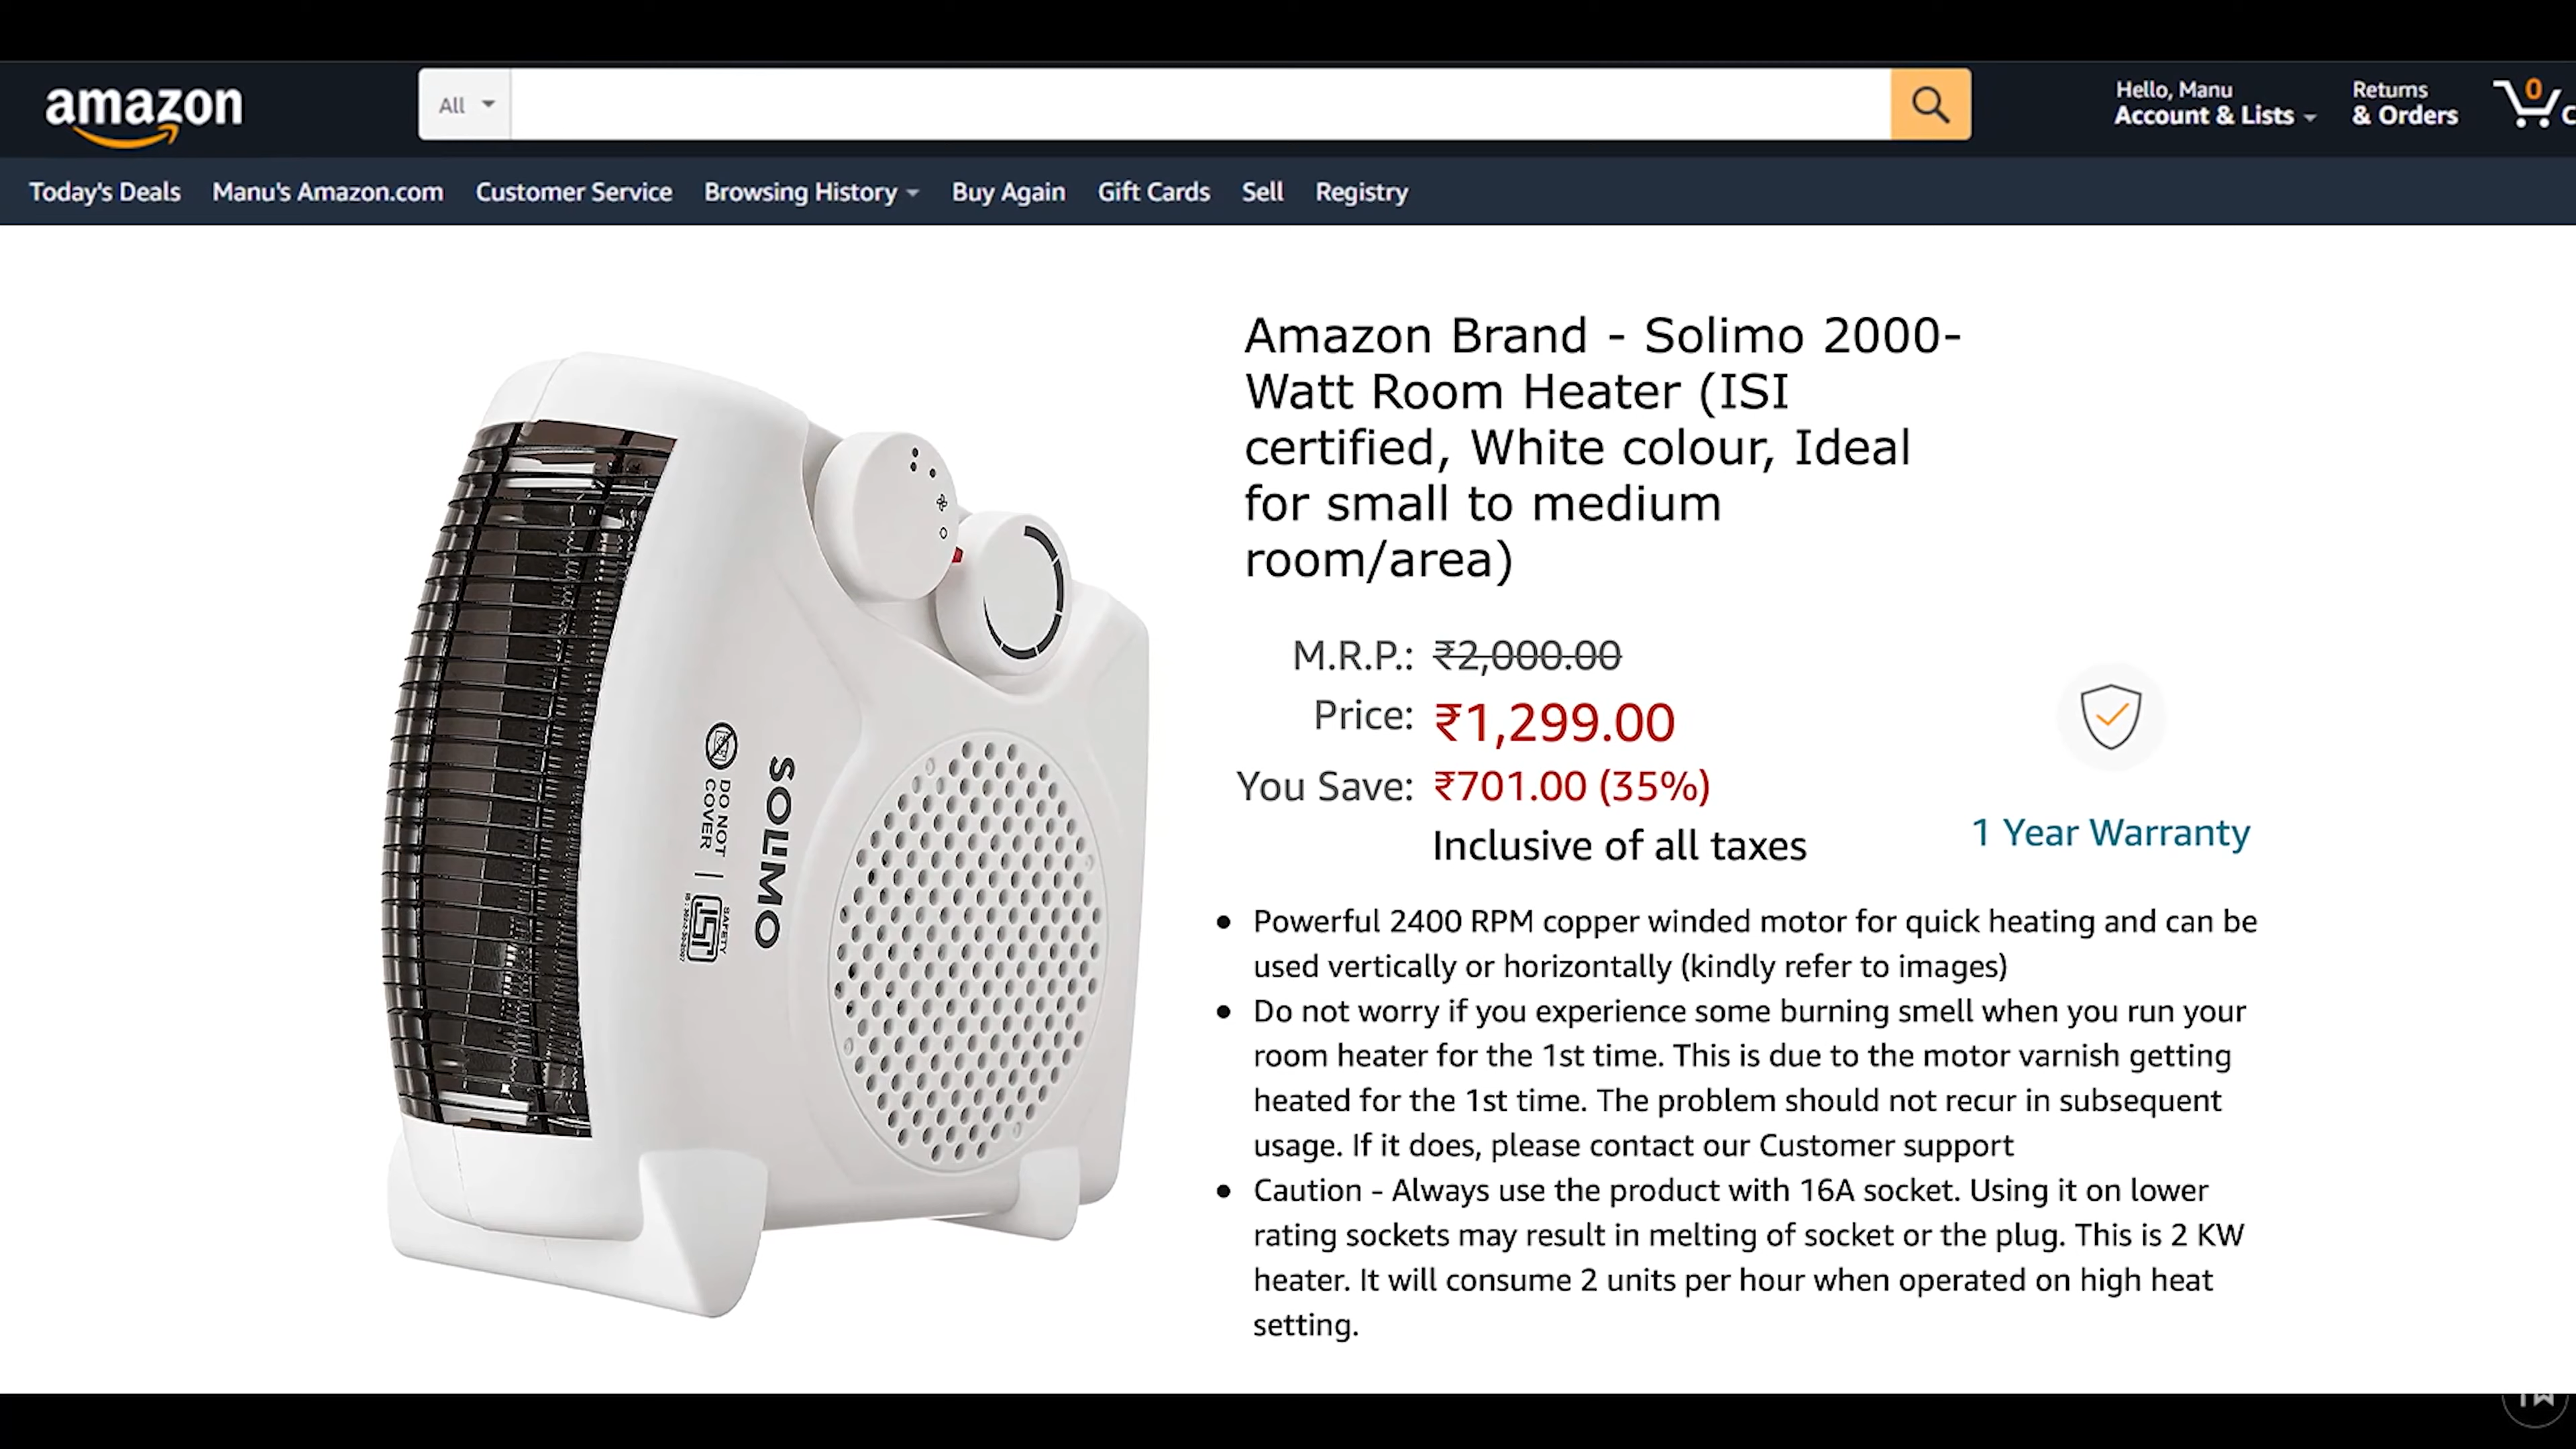 amazon
All
Hello, Manu
Account & Lists
Returns
& Orders
0
Today's Deals
Manu's Amazon.com
Customer Service
Browsing History
Buy Again
Gift Cards
Sell
Registry
Amazon Brand - Solimo 2000-
Watt Room Heater (ISI
certified, White colour, Ideal
for small to medium
room/area)
M.R.P.: ₹2,000.00
Price: ₹1,299.00
You Save: ₹701.00 (35%)
Inclusive of all taxes
1 Year Warranty
• Powerful 2400 RPM copper winded motor for quick heating and can be
used vertically or horizontally (kindly refer to images)
• Do not worry if you experience some burning smell when you run your
room heater for the 1st time. This is due to the motor varnish getting
heated for the 1st time. The problem should not recur in subsequent
usage. If it does, please contact our Customer support
• Caution - Always use the product with 16A socket. Using it on lower
rating sockets may result in melting of socket or the plug. This is 2 KW
heater. It will consume 2 units per hour when operated on high heat
setting.
SOLIMO
DO NOT
COVER
SAFETY
ISI